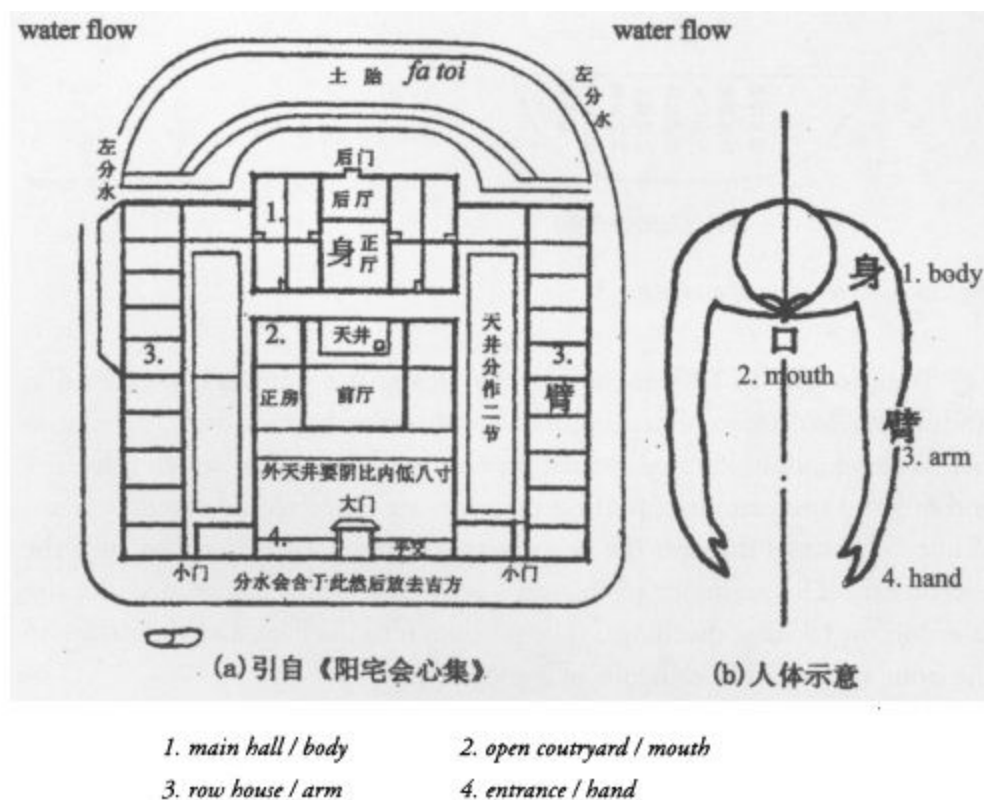 water flow
water flow
土胎 fa toi
左分水
左分水
后门
后厅
1.
身
正厅
2.
天井
3.
正房
前厅
天井分作二节
3.
臂
外天井要阴比内低八寸
大门
4.
小门
小门
分水会合于此然后放去吉方
(a)引自《阳宅会心集》
身
1. body
口
2. mouth
臂
3. arm
4. hand
(b)人体示意
1. main hall / body
2. open coutryard / mouth
3. row house / arm
4. entrance / hand